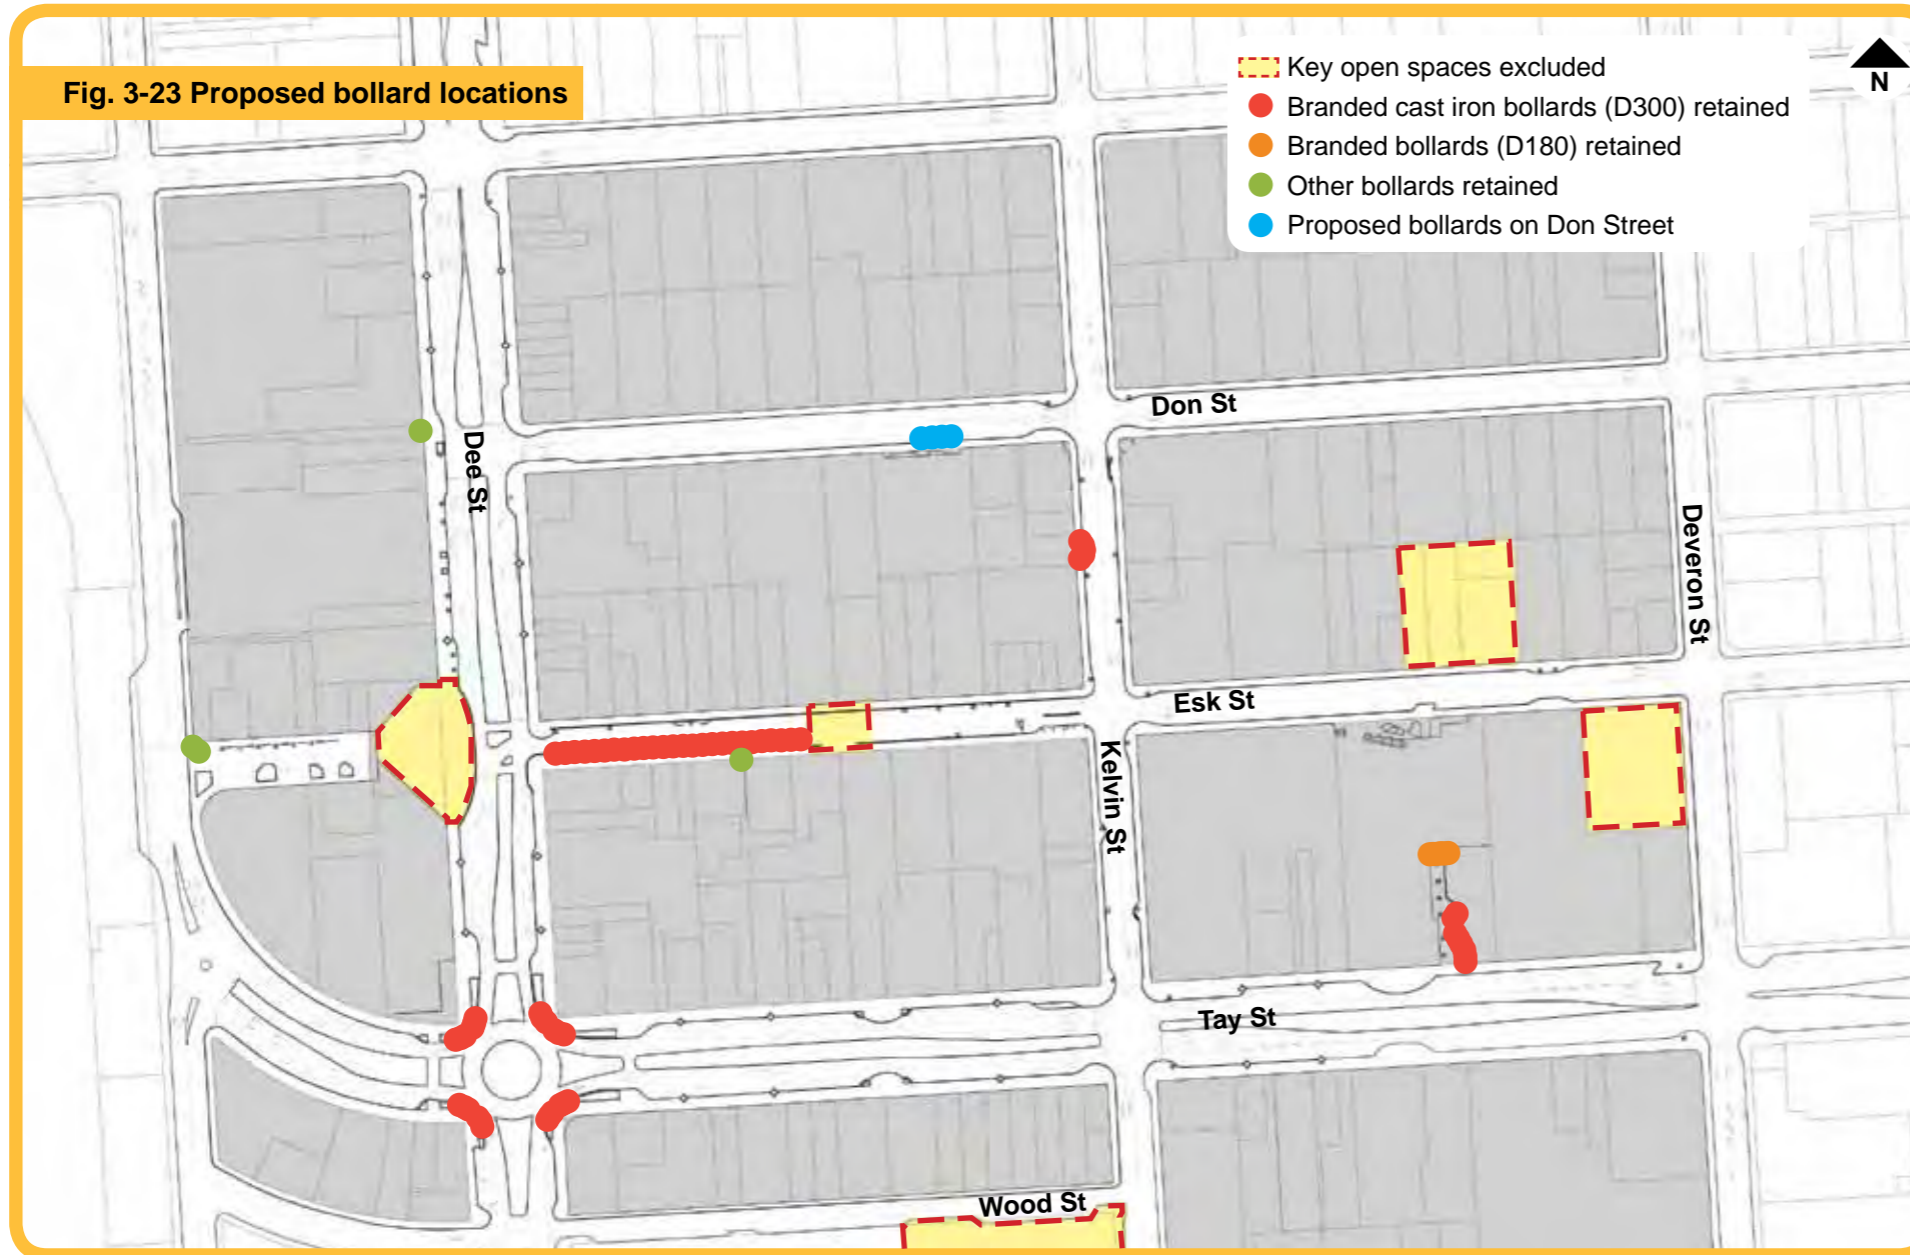 Fig. 3-23 Proposed bollard locations
Key open spaces excluded
Branded cast iron bollards (D300) retained
Branded bollards (D180) retained
Other bollards retained
Proposed bollards on Don Street
N
Don St
Dee St
Deveron St
Esk St
Kelvin St
Tay St
Wood St